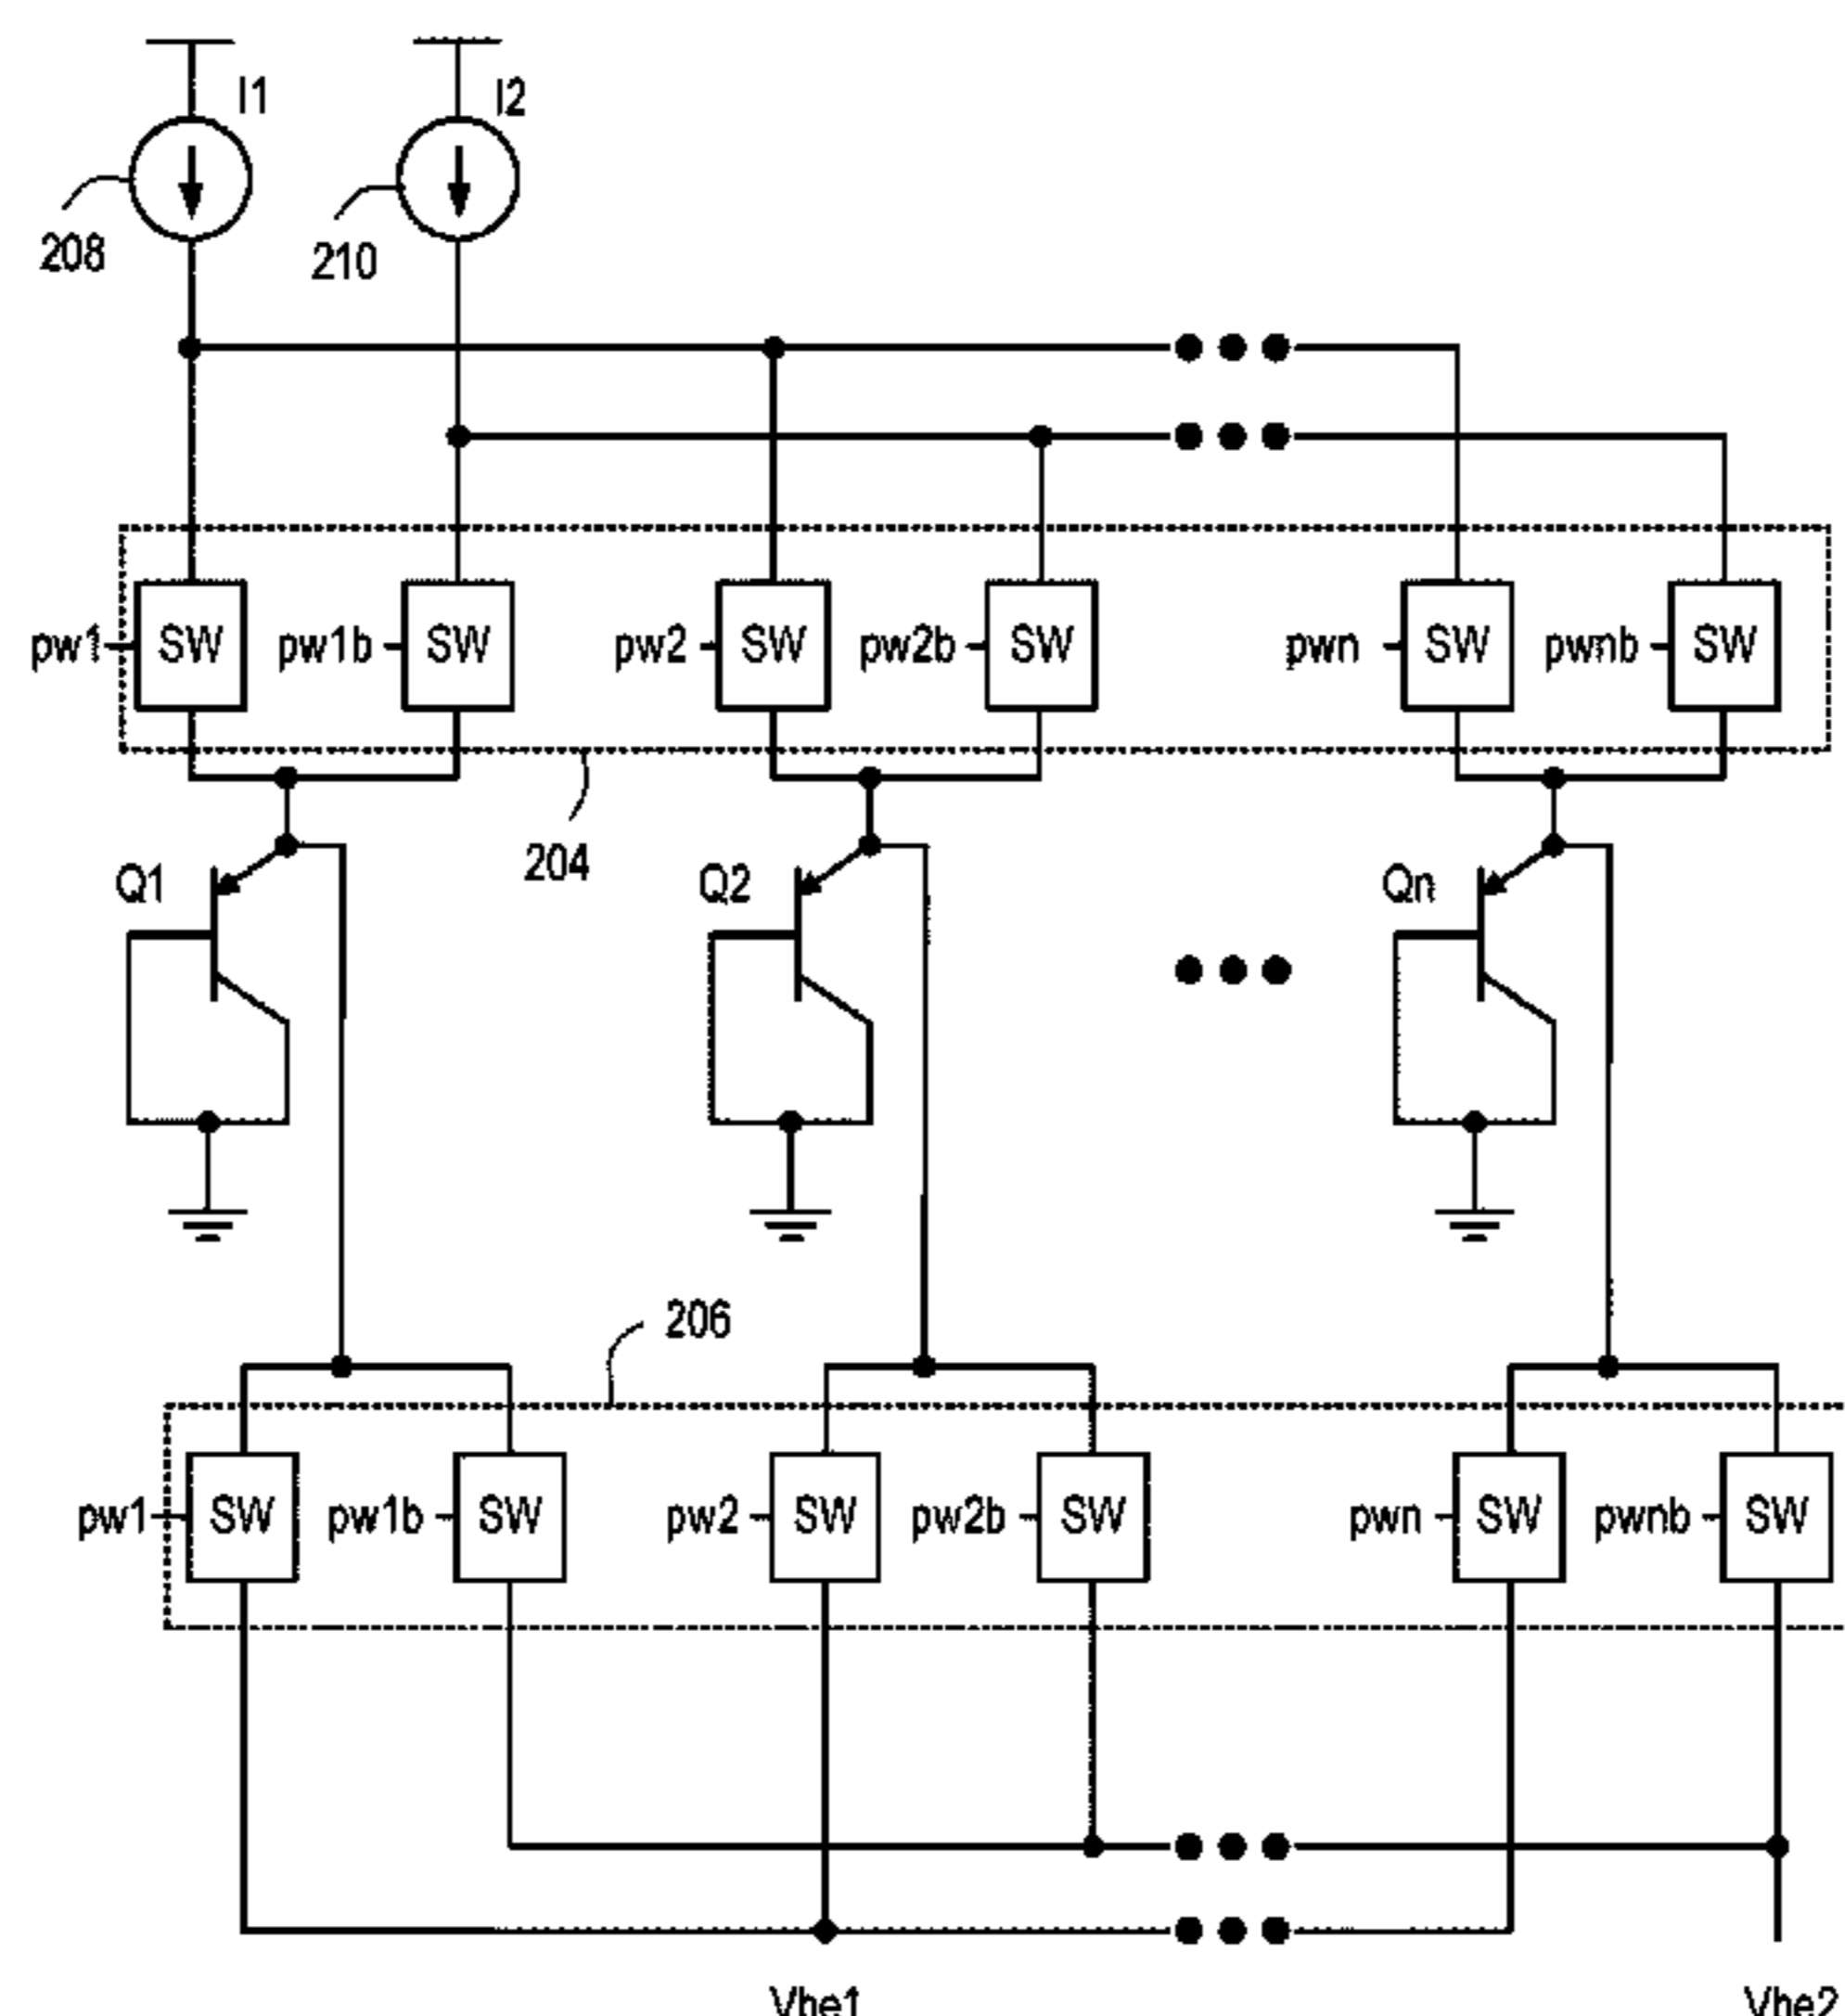 I1 I2
208 210
pw1 SW pw1b SW pw2 SW pw2b SW pwn SW pwnb SW
204
Q1 Q2 Qn
206
pw1 SW pw1b SW pw2 SW pw2b SW pwn SW pwnb SW
Vbe1 Vbe2